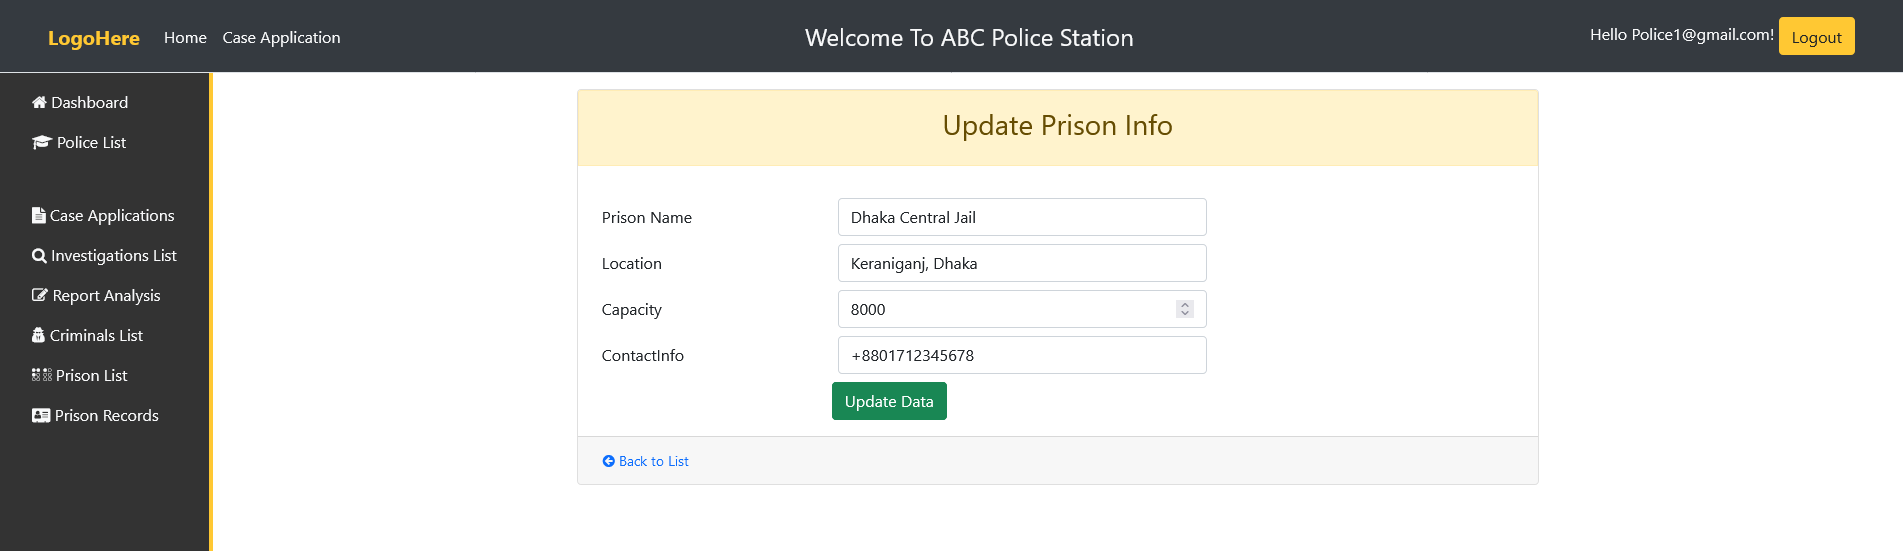 LogoHere Home Case Application Welcome To ABC Police Station Hello Police1@gmail.com! Logout
Dashboard
Police List
Case Applications
Investigations List
Report Analysis
Criminals List
Prison List
Prison Records
Update Prison Info
Prison Name Dhaka Central Jail
Location Keraniganj, Dhaka
Capacity 8000
ContactInfo +8801712345678
Update Data
Back to List